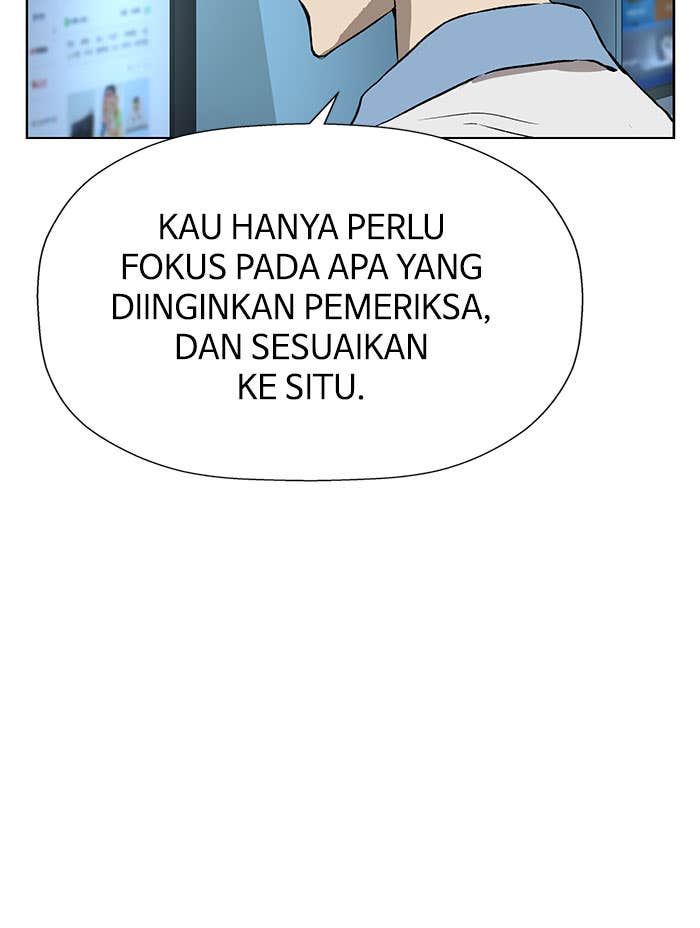 KAU HANYA PERLU
FOKUS PADA APA YANG
DIINGINKAN PEMERIKSA,
DAN SESUAIKAN
KE SITU.